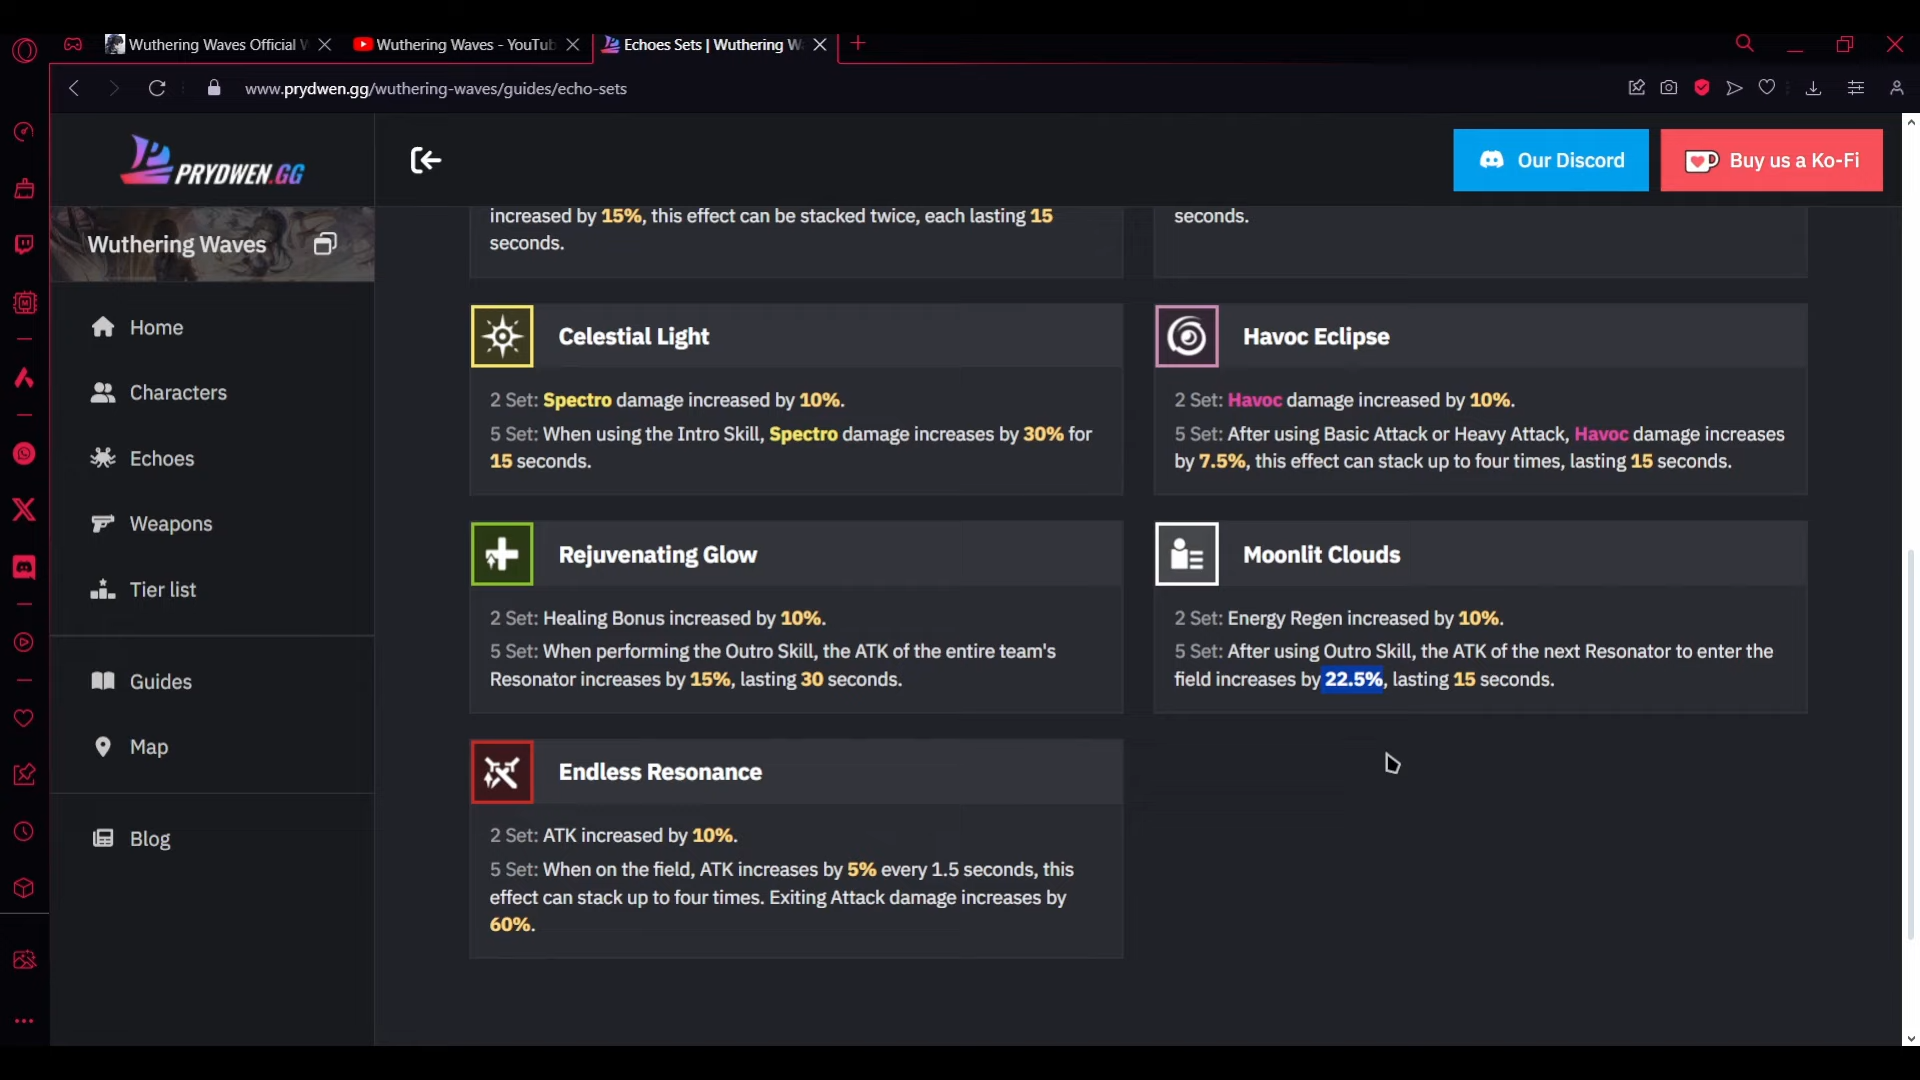 Wuthering Waves Official W
Wuthering Waves - YouTub
Echoes Sets | Wuthering W
www.prydwen.gg/wuthering-waves/guides/echo-sets
PRYDWEN.GG
Our Discord
Buy us a Ko-Fi
Wuthering Waves
Home
Characters
Echoes
Weapons
Tier list
Guides
Map
Blog
increased by 15%, this effect can be stacked twice, each lasting 15
seconds.
seconds.
Celestial Light
2 Set: Spectro damage increased by 10%.
5 Set: When using the Intro Skill, Spectro damage increases by 30% for
15 seconds.
Havoc Eclipse
2 Set: Havoc damage increased by 10%.
5 Set: After using Basic Attack or Heavy Attack, Havoc damage increases
by 7.5%, this effect can stack up to four times, lasting 15 seconds.
Rejuvenating Glow
2 Set: Healing Bonus increased by 10%.
5 Set: When performing the Outro Skill, the ATK of the entire team's
Resonator increases by 15%, lasting 30 seconds.
Moonlit Clouds
2 Set: Energy Regen increased by 10%.
5 Set: After using Outro Skill, the ATK of the next Resonator to enter the
field increases by 22.5%, lasting 15 seconds.
Endless Resonance
2 Set: ATK increased by 10%.
5 Set: When on the field, ATK increases by 5% every 1.5 seconds, this
effect can stack up to four times. Exiting Attack damage increases by
60%.